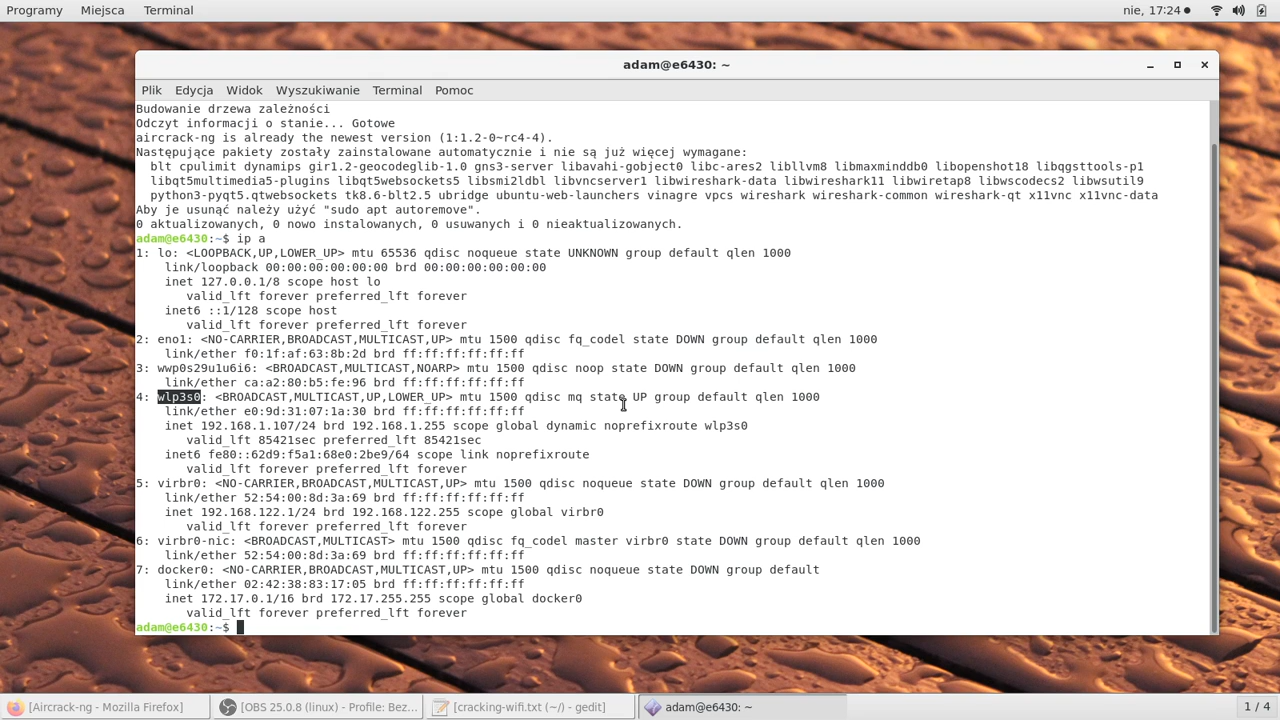 Programy Miejsca Terminal nie, 17:24
adam@e6430: ~
Plik Edycja Widok Wyszukiwanie Terminal Pomoc
Budowanie drzewa zależności
Odczyt informacji o stanie... Gotowe
aircrack-ng is already the newest version (1:1.2-0~rc4-4).
Następujące pakiety zostały zainstalowane automatycznie i nie są już więcej wymagane:
blt cpulimit dynamips gir1.2-geocodeglib-1.0 gns3-server libavahi-gobject0 libc-ares2 libllvm8 libmaxminddb0 libopenshot18 libqgsttools-p1
libqt5multimedia5-plugins libqt5websockets5 libsmi2ldbl libvncserver1 libwireshark-data libwireshark11 libwiretap8 libwscodecs2 libwsutil9
python3-pyqt5.qtwebsockets tk8.6-blt2.5 ubridge ubuntu-web-launchers vinagre vpcs wireshark wireshark-common wireshark-qt x11vnc x11vnc-data
Aby je usunąć należy użyć "sudo apt autoremove".
0 aktualizowanych, 0 nowo instalowanych, 0 usuwanych i 0 nieaktualizowanych.
adam@e6430:~$ ip a
1: lo: <LOOPBACK,UP,LOWER_UP> mtu 65536 qdisc noqueue state UNKNOWN group default qlen 1000
link/loopback 00:00:00:00:00:00 brd 00:00:00:00:00:00
inet 127.0.0.1/8 scope host lo
valid_lft forever preferred_lft forever
inet6 ::1/128 scope host
valid_lft forever preferred_lft forever
2: eno1: <NO-CARRIER,BROADCAST,MULTICAST,UP> mtu 1500 qdisc fq_codel state DOWN group default qlen 1000
link/ether f0:1f:af:63:8b:2d brd ff:ff:ff:ff:ff:ff
3: wwp0s29u1u6i6: <BROADCAST,MULTICAST,NOARP> mtu 1500 qdisc noop state DOWN group default qlen 1000
link/ether ca:a2:80:b5:fe:96 brd ff:ff:ff:ff:ff:ff
4: wlp3s0: <BROADCAST,MULTICAST,UP,LOWER_UP> mtu 1500 qdisc mq state UP group default qlen 1000
link/ether e0:9d:31:07:1a:30 brd ff:ff:ff:ff:ff:ff
inet 192.168.1.107/24 brd 192.168.1.255 scope global dynamic noprefixroute wlp3s0
valid_lft 85421sec preferred_lft 85421sec
inet6 fe80::62d9:f5a1:68e0:2be9/64 scope link noprefixroute
valid_lft forever preferred_lft forever
5: virbr0: <NO-CARRIER,BROADCAST,MULTICAST,UP> mtu 1500 qdisc noqueue state DOWN group default qlen 1000
link/ether 52:54:00:8d:3a:69 brd ff:ff:ff:ff:ff:ff
inet 192.168.122.1/24 brd 192.168.122.255 scope global virbr0
valid_lft forever preferred_lft forever
6: virbr0-nic: <BROADCAST,MULTICAST> mtu 1500 qdisc fq_codel master virbr0 state DOWN group default qlen 1000
link/ether 52:54:00:8d:3a:69 brd ff:ff:ff:ff:ff:ff
7: docker0: <NO-CARRIER,BROADCAST,MULTICAST,UP> mtu 1500 qdisc noqueue state DOWN group default
link/ether 02:42:38:83:17:05 brd ff:ff:ff:ff:ff:ff
inet 172.17.0.1/16 brd 172.17.255.255 scope global docker0
valid_lft forever preferred_lft forever
adam@e6430:~$
[Aircrack-ng - Mozilla Firefox] [OBS 25.0.8 (linux) - Profile: Bez... [cracking-wifi.txt (~/) - gedit] adam@e6430: ~ 1 / 4